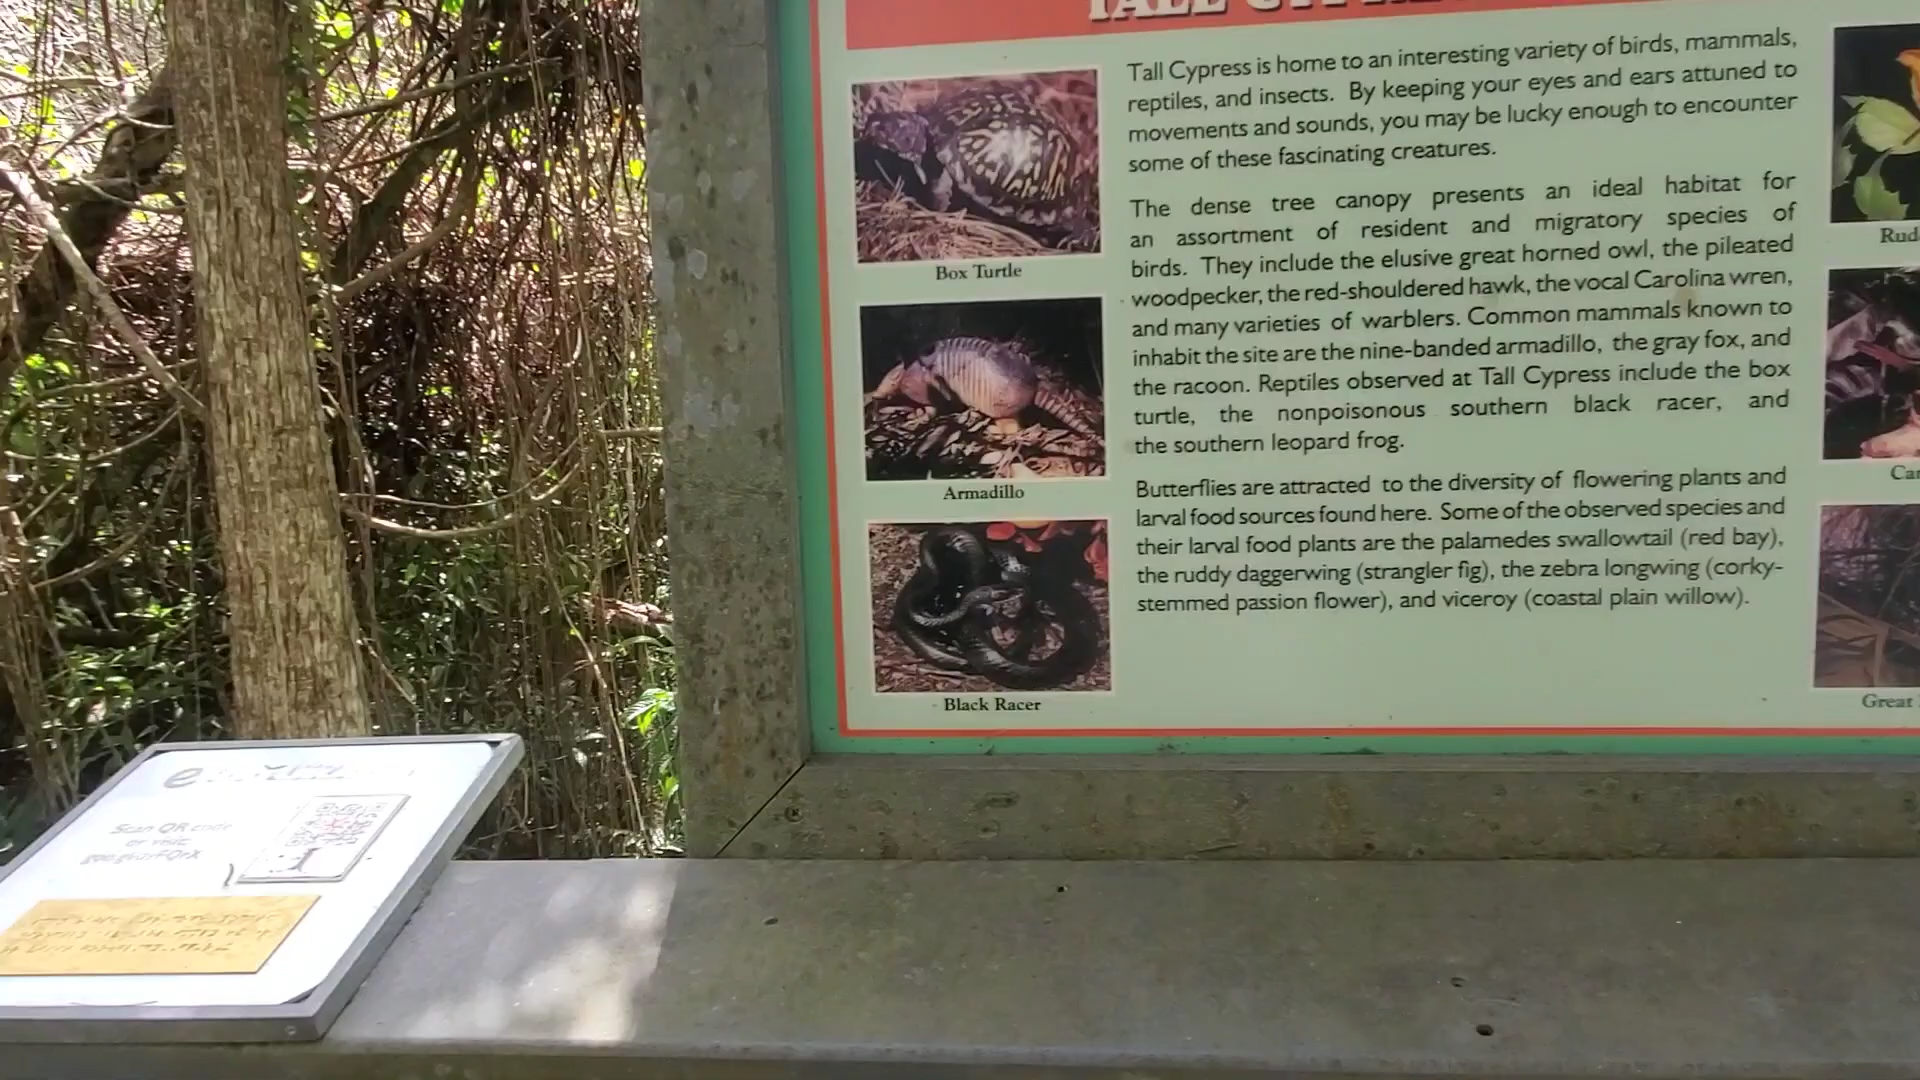 Tall Cypress is home to an interesting variety of birds, mammals,
reptiles, and insects. By keeping your eyes and ears attuned to
movements and sounds, you may be lucky enough to encounter
some of these fascinating creatures.
The dense tree canopy presents an ideal habitat for
an assortment of resident and migratory species of
birds. They include the elusive great horned owl, the pileated
woodpecker, the red-shouldered hawk, the vocal Carolina wren,
and many varieties of warblers. Common mammals known to
inhabit the site are the nine-banded armadillo, the gray fox, and
the racoon. Reptiles observed at Tall Cypress include the box
turtle, the nonpoisonous southern black racer, and
the southern leopard frog.
Butterflies are attracted to the diversity of flowering plants and
larval food sources found here. Some of the observed species and
their larval food plants are the palamedes swallowtail (red bay),
the ruddy daggerwing (strangler fig), the zebra longwing (corky-
stemmed passion flower), and viceroy (coastal plain willow).
Box Turtle
Armadillo
Black Racer
Great
Scan QR code
or visit